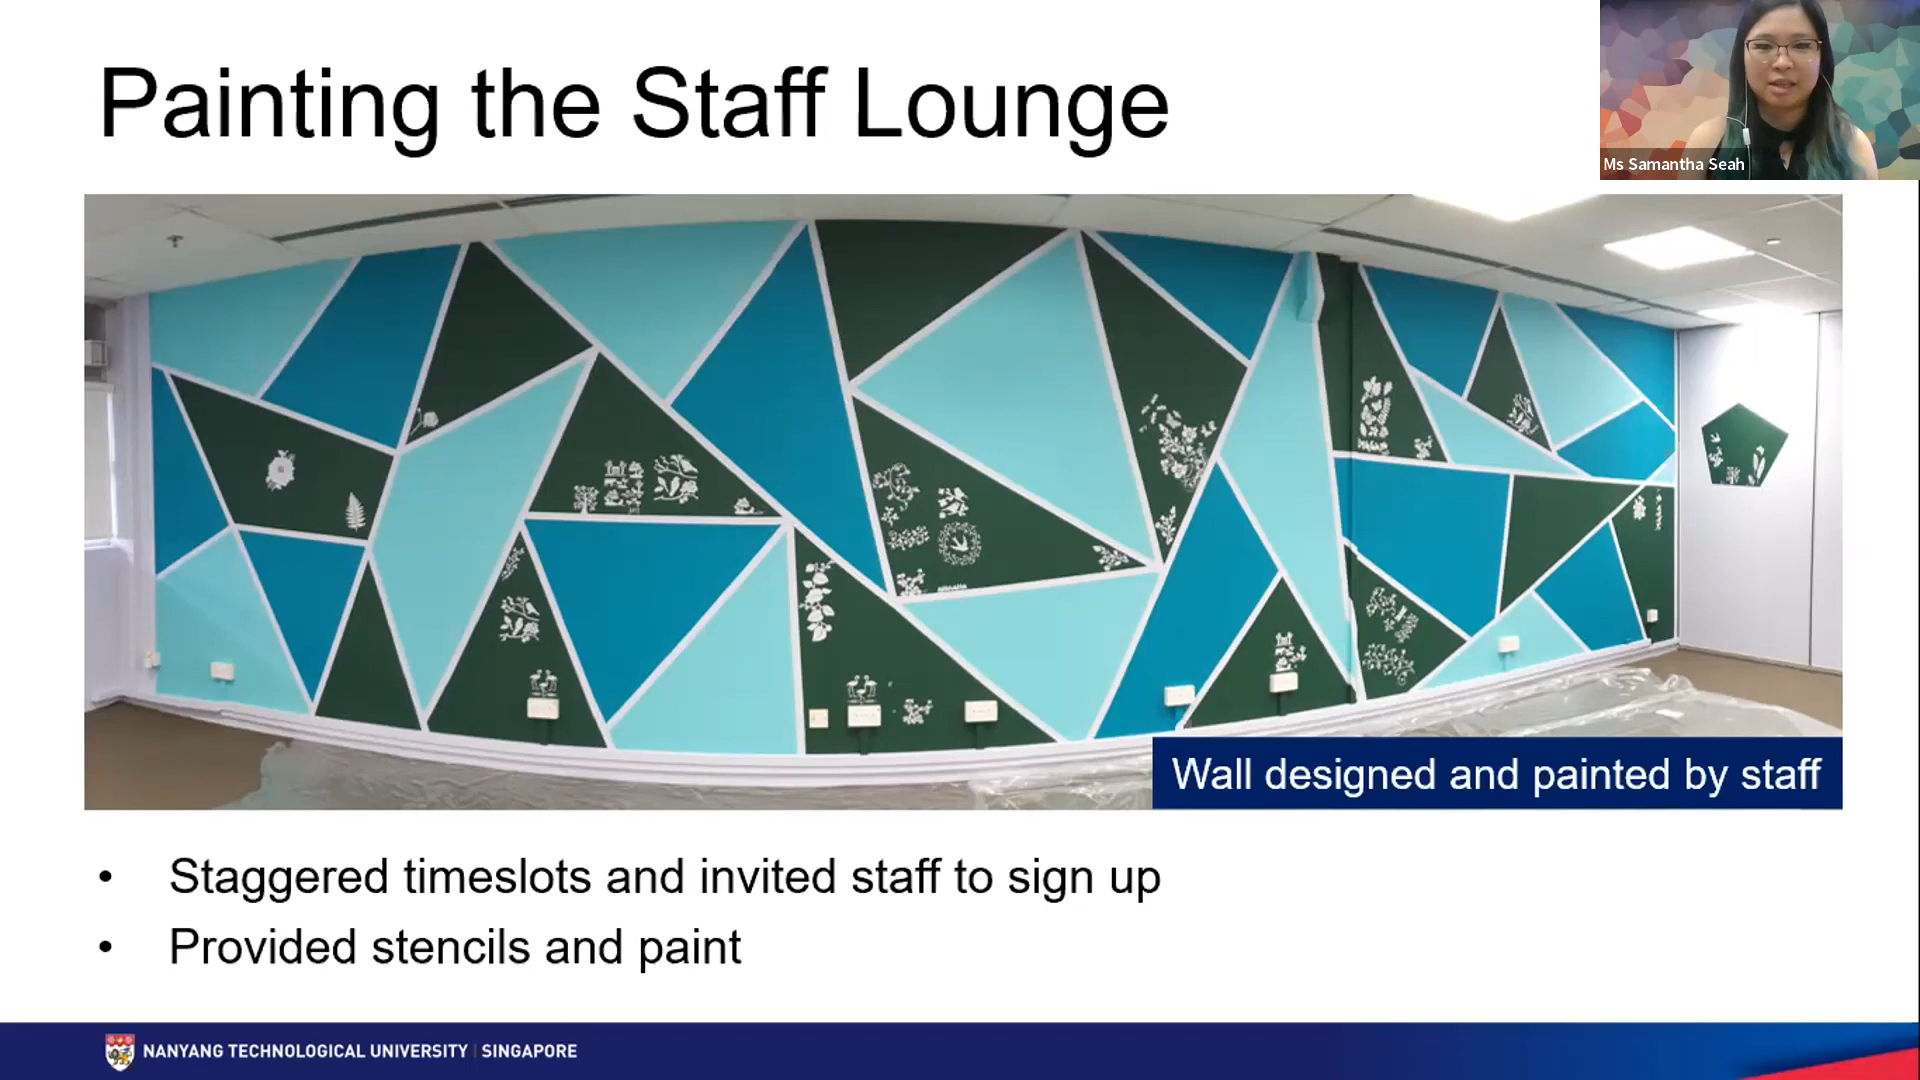 Painting the Staff Lounge
Ms Samantha Seah
Wall designed and painted by staff
• Staggered timeslots and invited staff to sign up
• Provided stencils and paint
NANYANG TECHNOLOGICAL UNIVERSITY | SINGAPORE